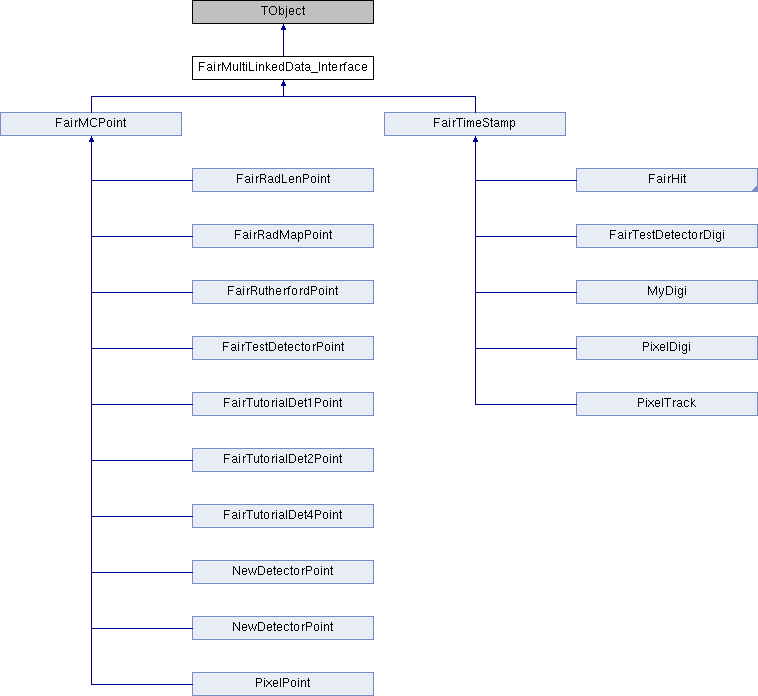 TObject
FairMultiLinkedData_Interface
FairMCPoint
FairTimeStamp
FairRadLenPoint
FairHit
FairRadMapPoint
FairTestDetectorDigi
FairRutherfordPoint
MyDigi
FairTestDetectorPoint
PixelDigi
FairTutorialDet1Point
PixelTrack
FairTutorialDet2Point
FairTutorialDet4Point
NewDetectorPoint
NewDetectorPoint
PixelPoint